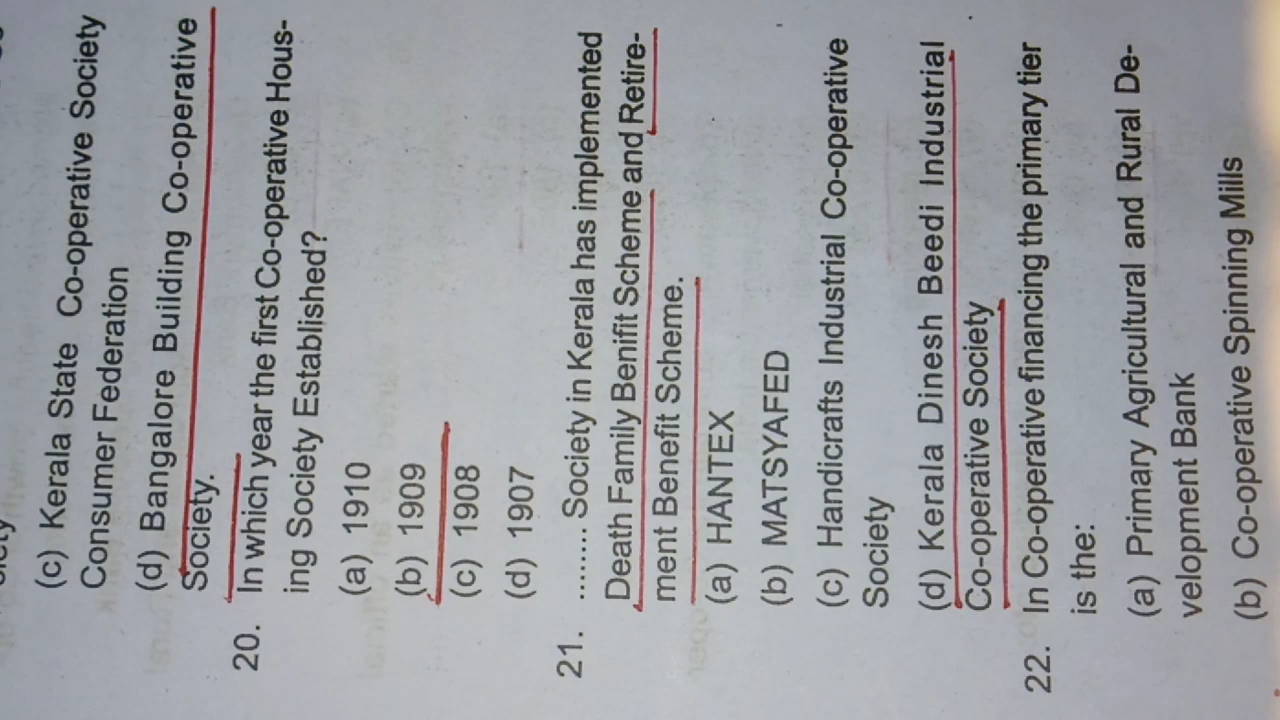 (c) Kerala State Co-operative Society
Consumer Federation
(d) Bangalore Building Co-operative
Society.
20. In which year the first Co-operative Hous-
ing Society Established?
(a) 1910
(b) 1909
(c) 1908
(d) 1907
21. ........ Society in Kerala has implemented
Death Family Benifit Scheme and Retire-
ment Benefit Scheme.
(a) HANTEX
(b) MATSYAFED
(c) Handicrafts Industrial Co-operative
Society
(d) Kerala Dinesh Beedi Industrial
Co-operative Society
22. In Co-operative financing the primary tier
is the:
(a) Primary Agricultural and Rural De-
velopment Bank
(b) Co-operative Spinning Mills